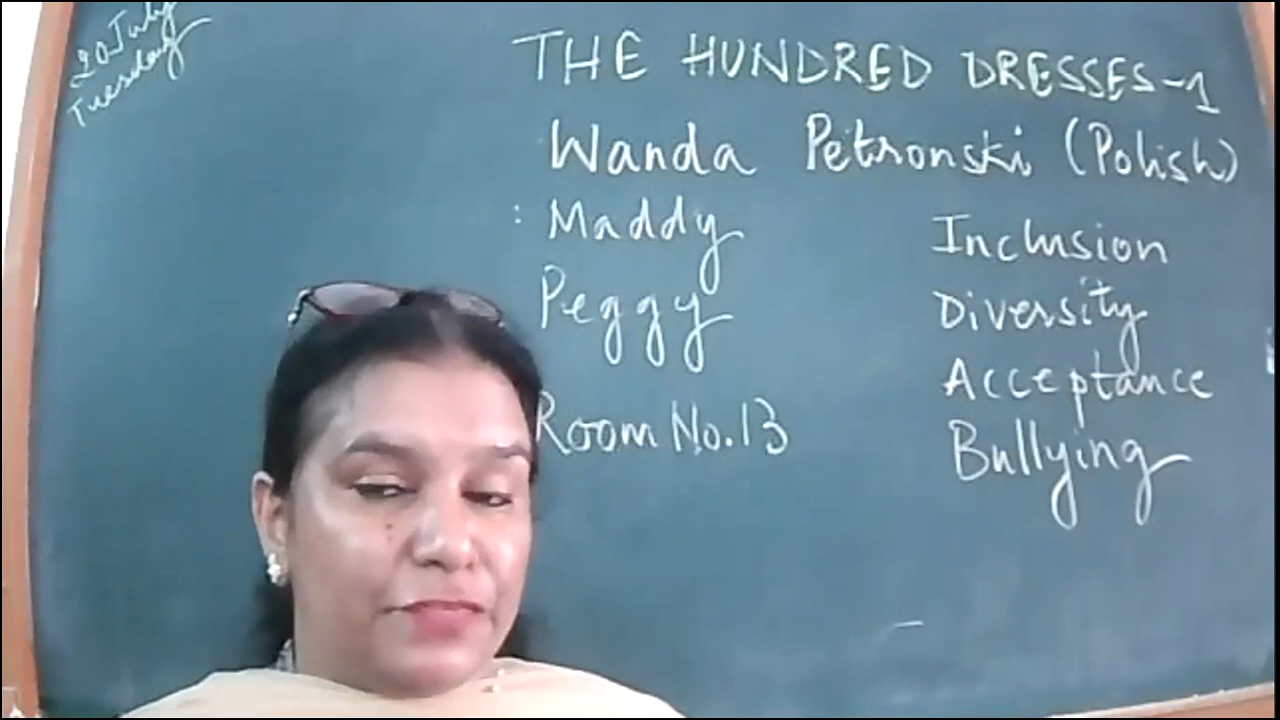 20 July
Tuesday
THE HUNDRED DRESSES-1
Wanda Petronski (Polish)
: Maddy
Peggy
Room No.13
Inclusion
Diversity
Acceptance
Bullying